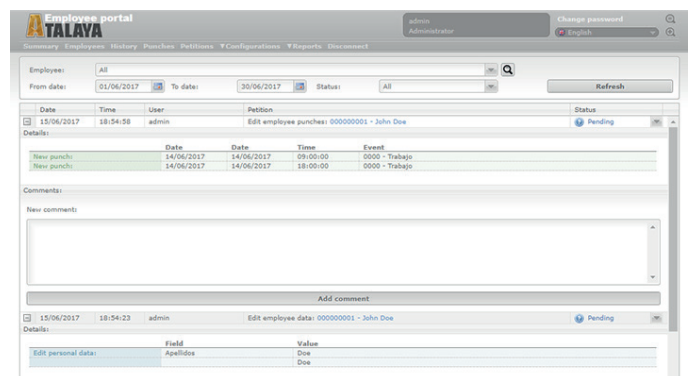 Employee portal
ATALAYA
admin
Administrator
Change password
English
Summary Employees History Punches Petitions ▼Configurations ▼Reports Disconnect
Employee: All
From date: 01/06/2017 To date: 30/06/2017 Status: All Refresh
Date Time User Petition Status
15/06/2017 18:54:58 admin Edit employee punches: 000000001 - John Doe Pending
Details:
Date Date Time Event
New punch: 14/06/2017 14/06/2017 09:00:00 0000 - Trabajo
New punch: 14/06/2017 14/06/2017 18:00:00 0000 - Trabajo
Comments:
New comment:
Add comment
15/06/2017 18:54:23 admin Edit employee data: 000000001 - John Doe Pending
Details:
Field Value
Edit personal data: Apellidos Doe
Doe